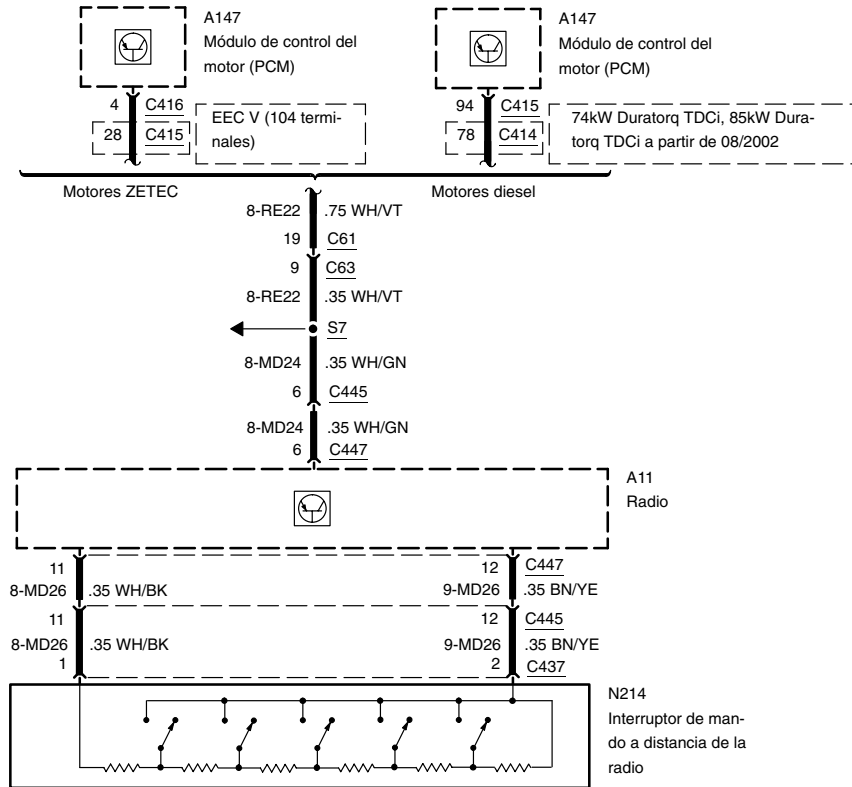 A147
Módulo de control del
motor (PCM)
A147
Módulo de control del
motor (PCM)
4 C416
28 C415
EEC V (104 termi-
nales)
94 C415
78 C414
74kW Duratorq TDCi, 85kW Dura-
torq TDCi a partir de 08/2002
Motores ZETEC
Motores diesel
8-RE22 .75 WH/VT
19 C61
9 C63
8-RE22 .35 WH/VT
S7
8-MD24 .35 WH/GN
6 C445
8-MD24 .35 WH/GN
6 C447
A11
Radio
11 12 C447
8-MD26 .35 WH/BK 9-MD26 .35 BN/YE
11 12 C445
8-MD26 .35 WH/BK 9-MD26 .35 BN/YE
1 2 C437
N214
Interruptor de man-
do a distancia de la
radio